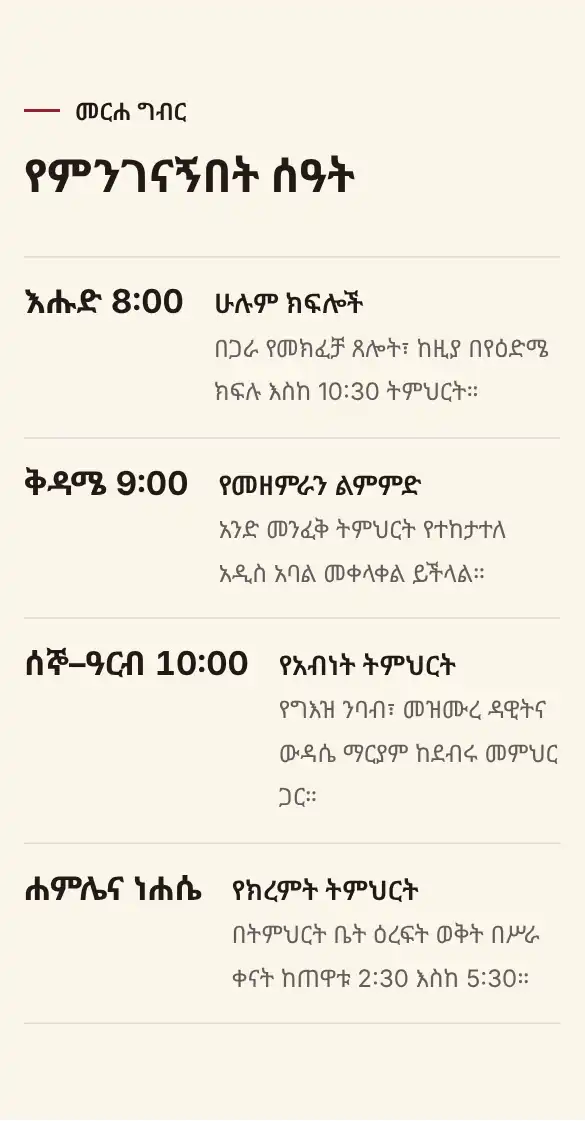 መርሐ ግብር
የምንገናኝበት ሰዓት
እሑድ 8:00
ሁሉም ክፍሎች
በጋራ የመክፈቻ ጸሎት፣ ከዚያ በየዕድሜ
ክፍሉ እስከ 10:30 ትምህርት።
ቅዳሜ 9:00
የመዘምራን ልምምድ
አንድ መንፈቅ ትምህርት የተከታተለ
አዲስ አባል መቀላቀል ይችላል።
ሰኞ–ዓርብ 10:00
የአብነት ትምህርት
የግእዝ ንባብ፣ መዝሙረ ዳዊትና
ውዳሴ ማርያም ከደብሩ መምህር
ጋር።
ሐምሌና ነሐሴ
የክረምት ትምህርት
በትምህርት ቤት ዕረፍት ወቅት በሥራ
ቀናት ከጠዋቱ 2:30 እስከ 5:30።